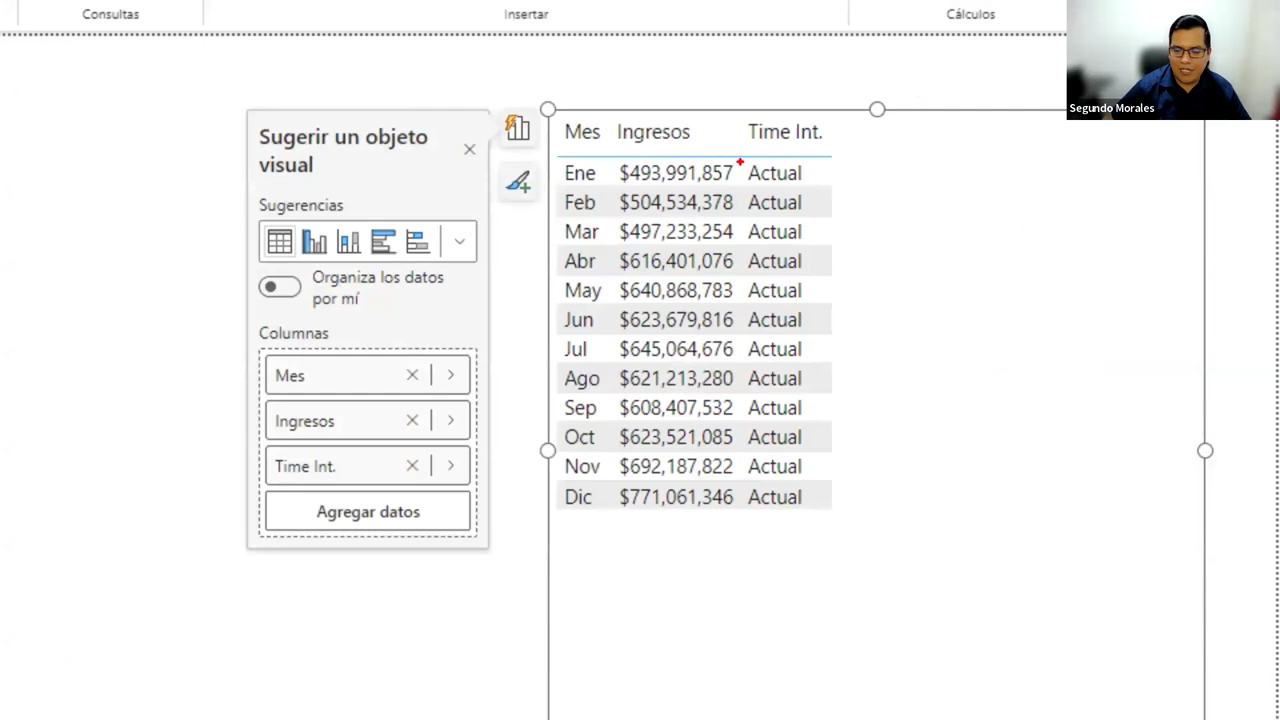 Consultas
Insertar
Cálculos
Segundo Morales
Sugerir un objeto
visual
Sugerencias
Organiza los datos
por mí
Columnas
Mes
Ingresos
Time Int.
Agregar datos
Mes Ingresos Time Int.
Ene $493,991,857 Actual
Feb $504,534,378 Actual
Mar $497,233,254 Actual
Abr $616,401,076 Actual
May $640,868,783 Actual
Jun $623,679,816 Actual
Jul $645,064,676 Actual
Ago $621,213,280 Actual
Sep $608,407,532 Actual
Oct $623,521,085 Actual
Nov $692,187,822 Actual
Dic $771,061,346 Actual